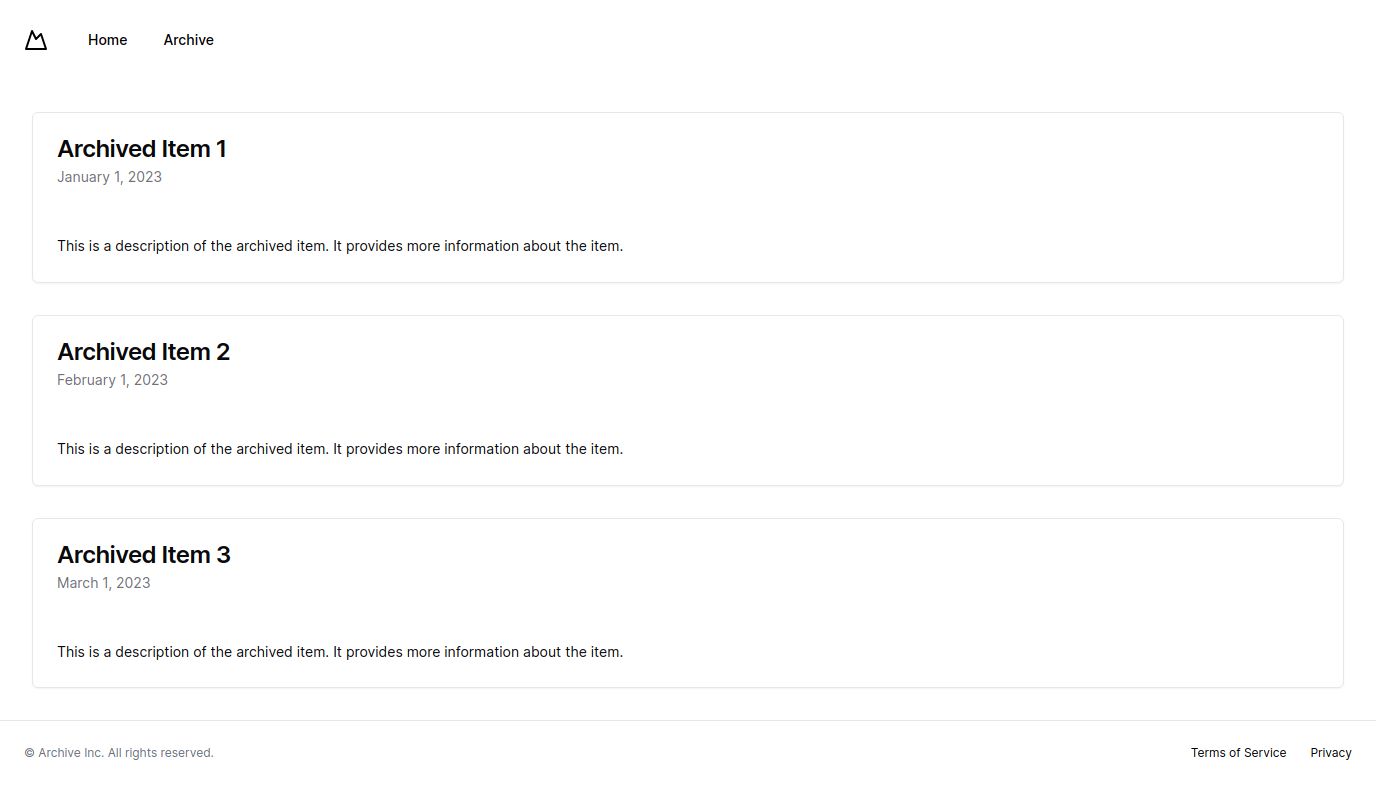 Home Archive
Archived Item 1
January 1, 2023
This is a description of the archived item. It provides more information about the item.
Archived Item 2
February 1, 2023
This is a description of the archived item. It provides more information about the item.
Archived Item 3
March 1, 2023
This is a description of the archived item. It provides more information about the item.
© Archive Inc. All rights reserved. Terms of Service Privacy